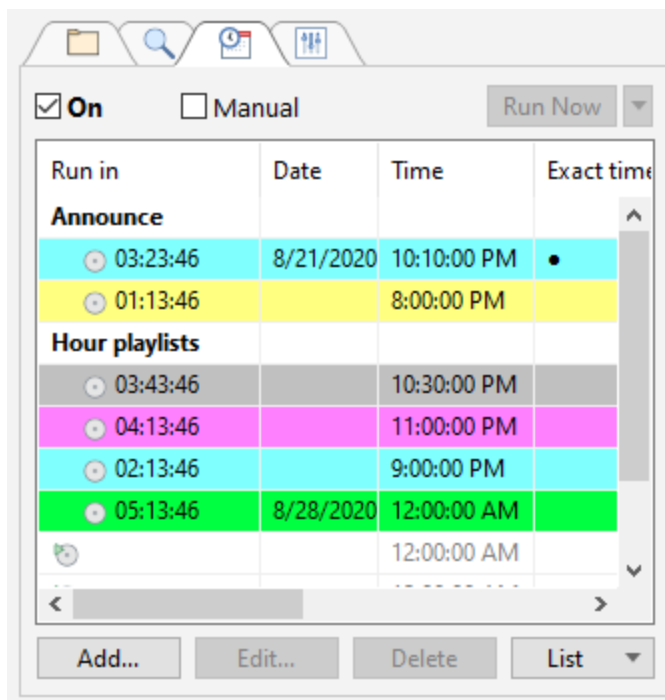 On Manual Run Now
Run in Date Time Exact time
Announce
03:23:46 8/21/2020 10:10:00 PM •
01:13:46 8:00:00 PM
Hour playlists
03:43:46 10:30:00 PM
04:13:46 11:00:00 PM
02:13:46 9:00:00 PM
05:13:46 8/28/2020 12:00:00 AM
12:00:00 AM
Add... Edit... Delete List